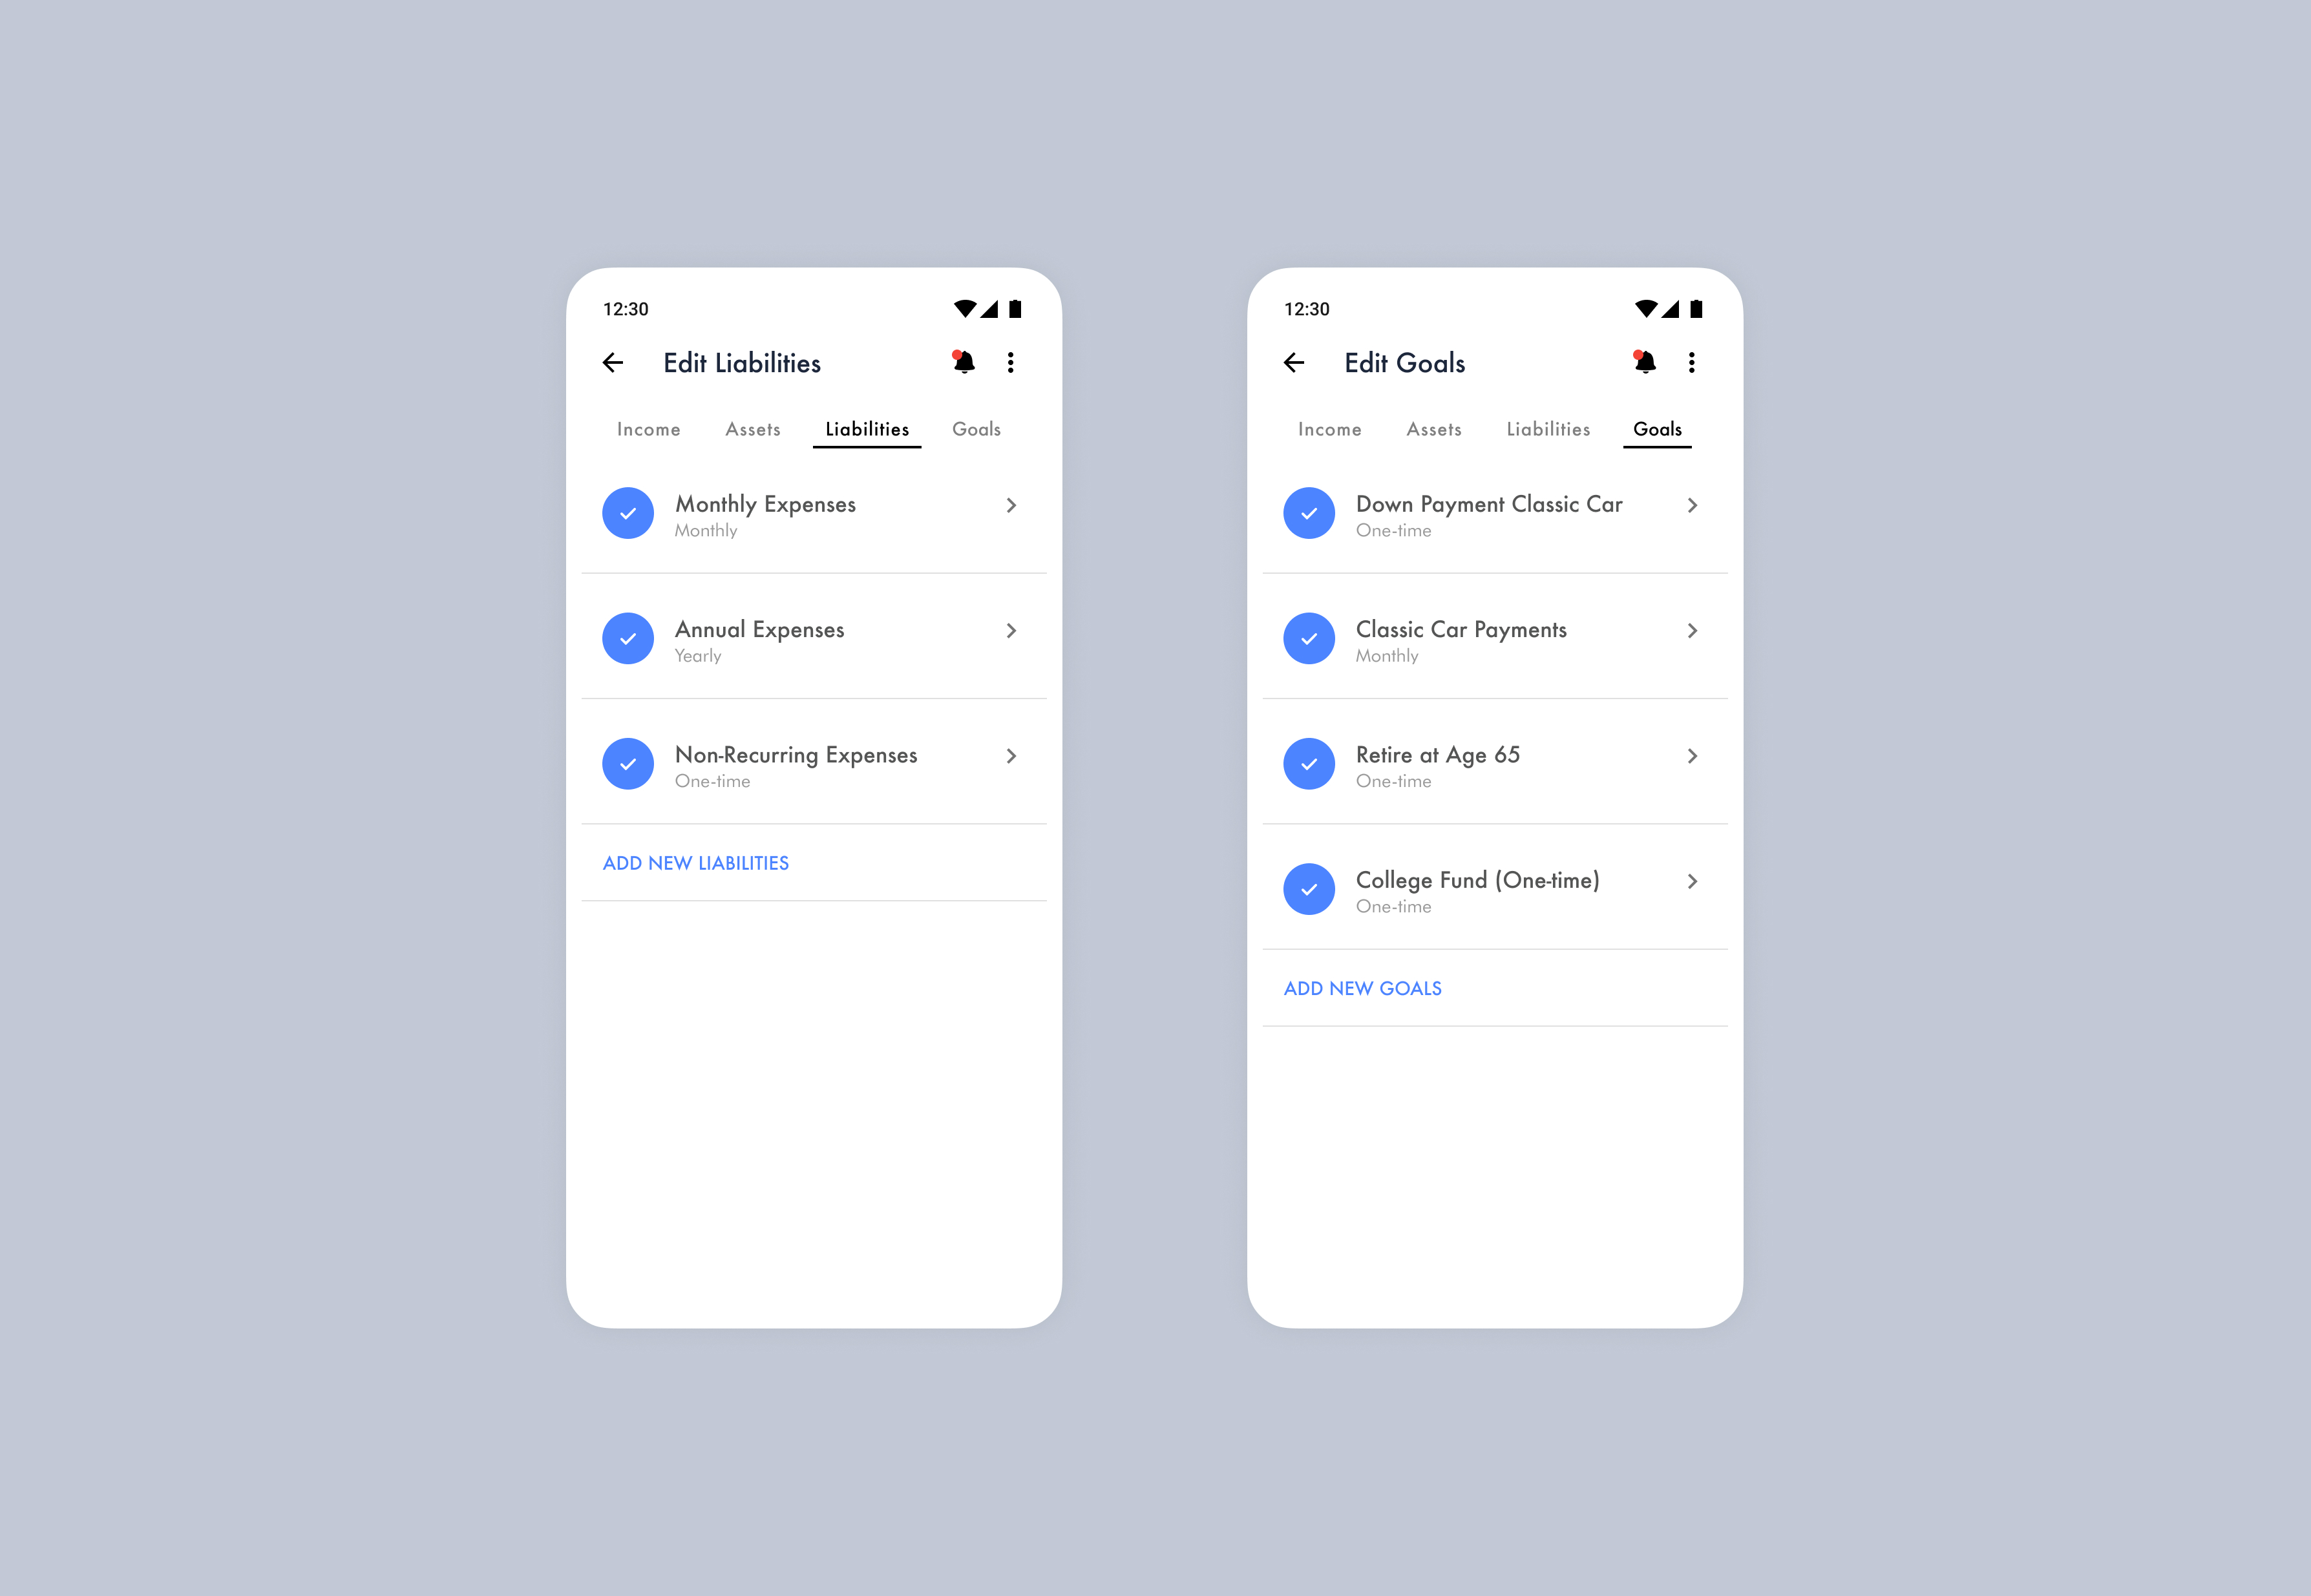 12:30
Edit Liabilities
Income Assets Liabilities Goals
Monthly Expenses
Monthly
Annual Expenses
Yearly
Non-Recurring Expenses
One-time
ADD NEW LIABILITIES
12:30
Edit Goals
Income Assets Liabilities Goals
Down Payment Classic Car
One-time
Classic Car Payments
Monthly
Retire at Age 65
One-time
College Fund (One-time)
One-time
ADD NEW GOALS